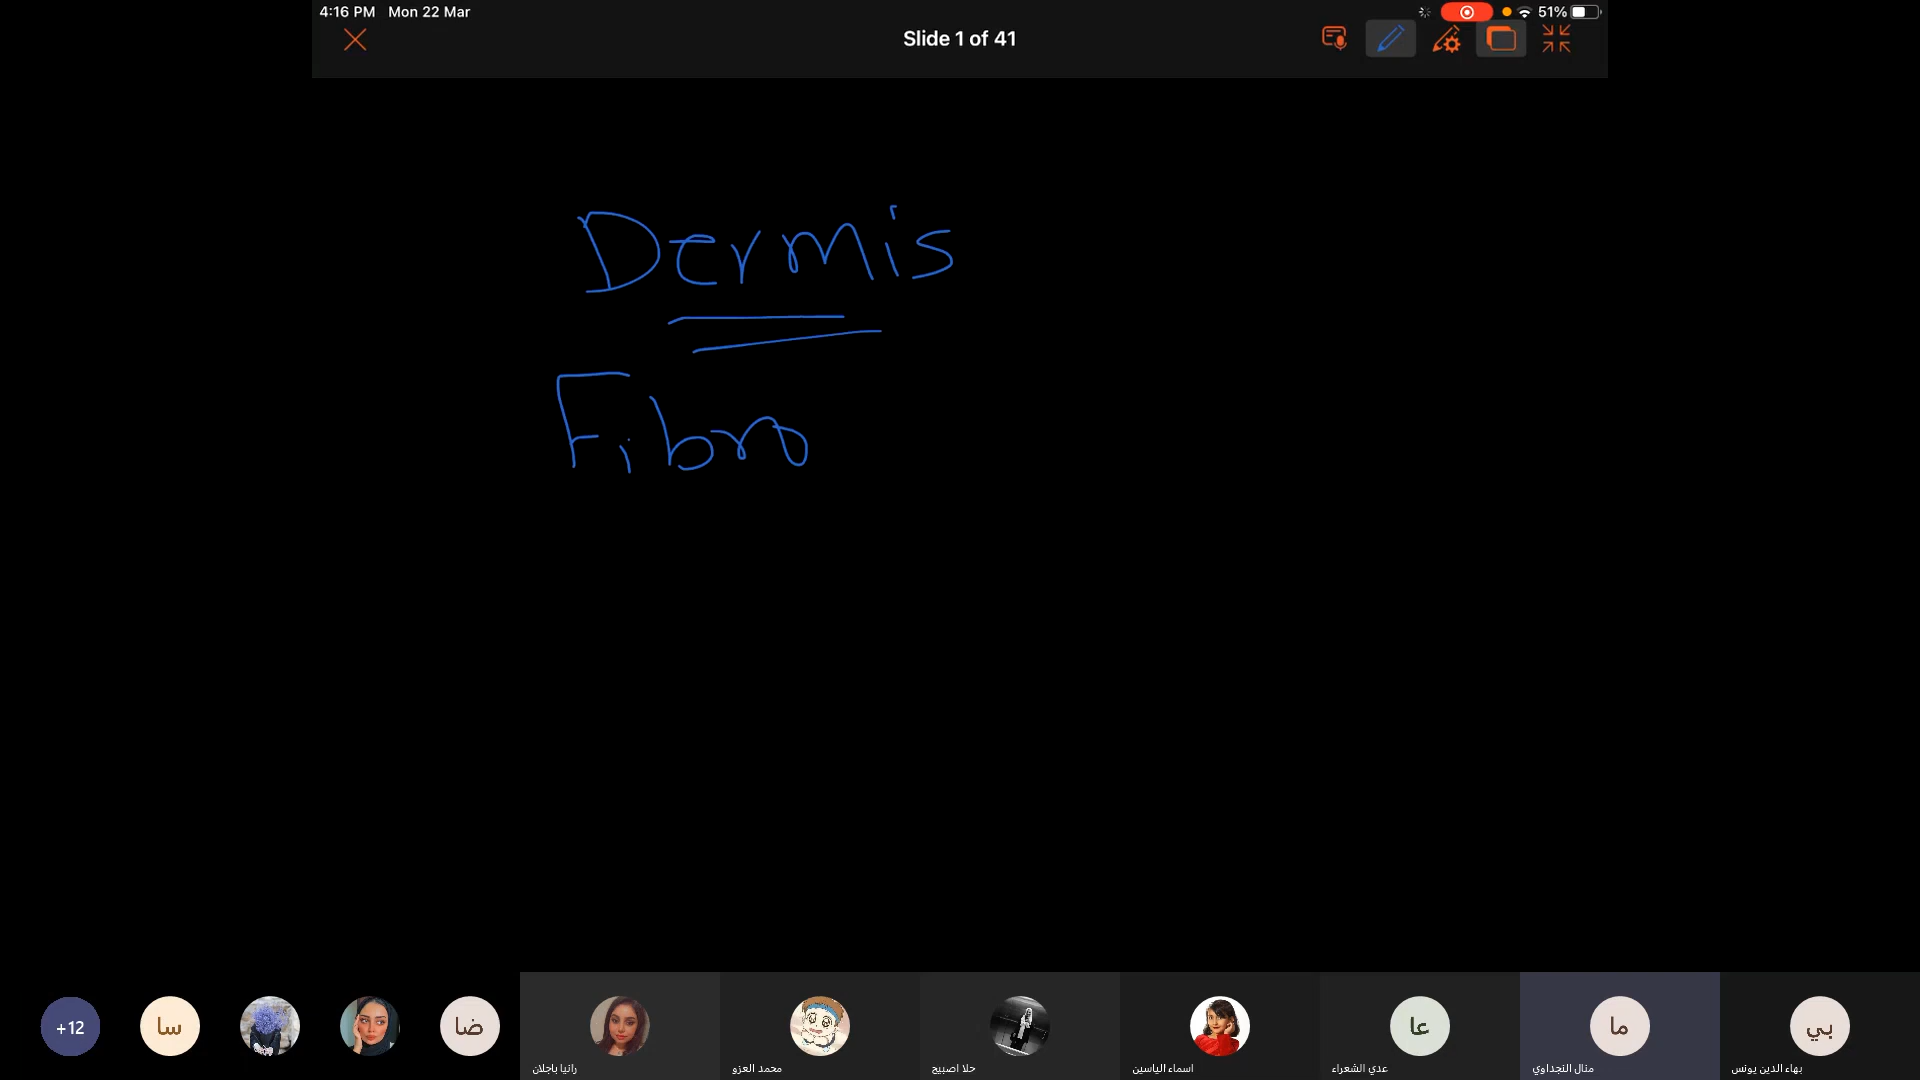 4:16 PM Mon 22 Mar
51%
Slide 1 of 41
Dermis
Fibro
+12
سا
ضا
عا
ما
بي
رانيا باجلان
محمد العزو
حلا اصبيح
اسماء الياسين
عدي الشعراء
منال النجداوي
بهاء الدين يونس